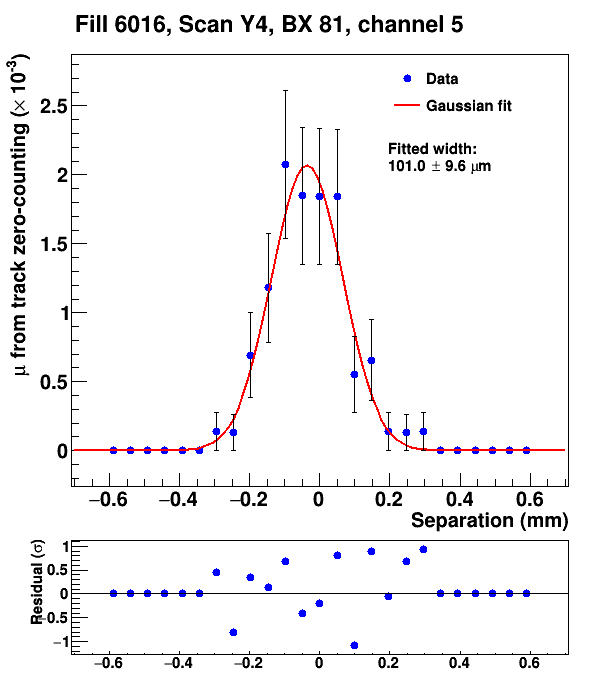 Fill 6016, Scan Y4, BX 81, channel 5
μ from track zero-counting (× 10⁻³)
Data
Gaussian fit
Fitted width:
101.0 ± 9.6 μm
2.5
2
1.5
1
0.5
0
−0.6 −0.4 −0.2 0 0.2 0.4 0.6
Separation (mm)
Residual (σ)
1
0.5
0
−0.5
−1
−0.6 −0.4 −0.2 0 0.2 0.4 0.6